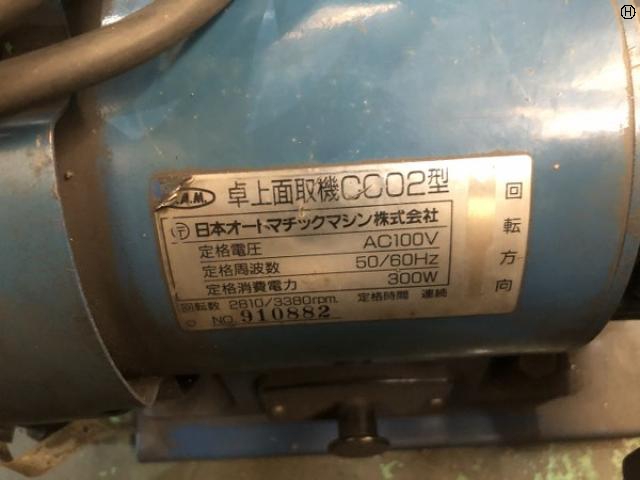 卓上面取機CC02型
〒 日本オートマチックマシン株式会社
定格電圧 AC100V
定格周波数 50/60Hz
定格消費電力 300W
回転数 2810/3380rpm. 定格時間 連続
NO. 910882
回転方向
H